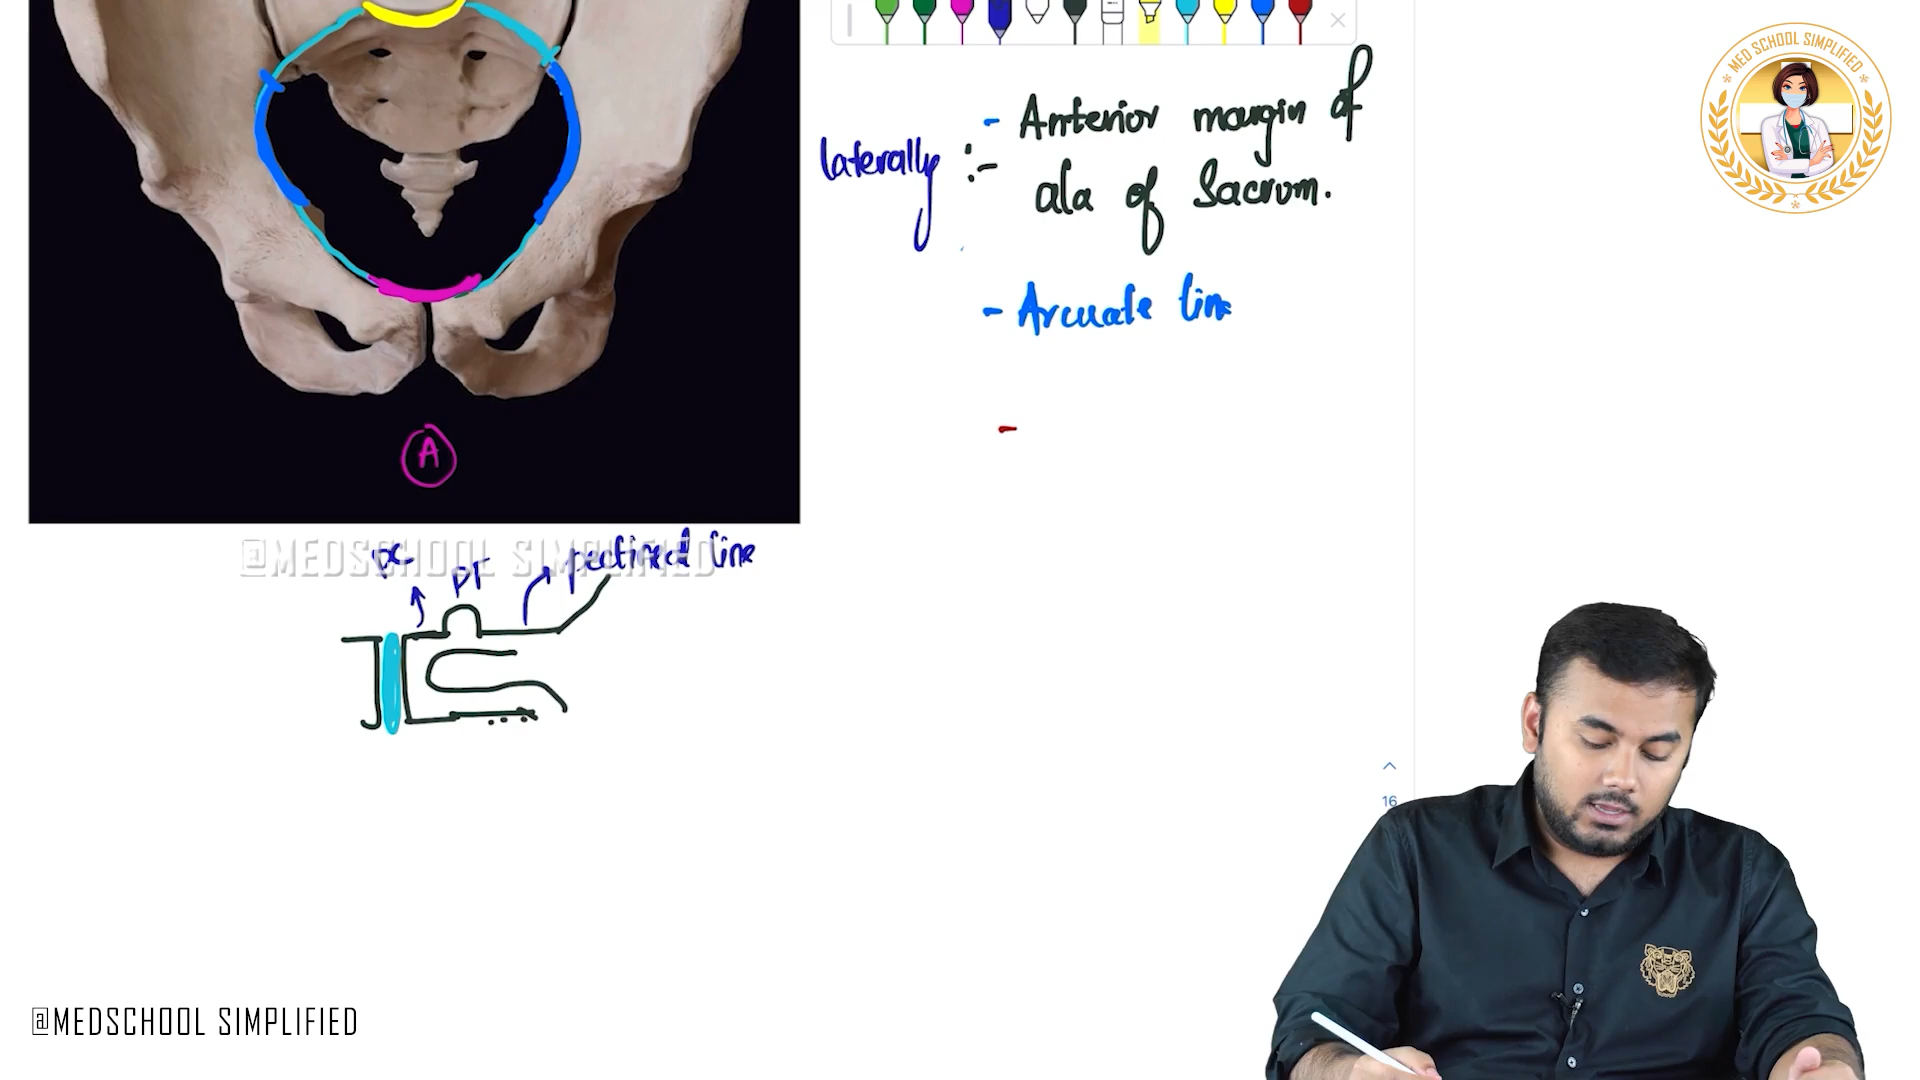 MED SCHOOL SIMPLIFIED
- Anterior margin of
laterally :-
ala of Sacrum.
- Arcuate line
-
A
@MEDSCHOOL SIMPLIFIED
PC
PT
pectineal line
16
@MEDSCHOOL SIMPLIFIED